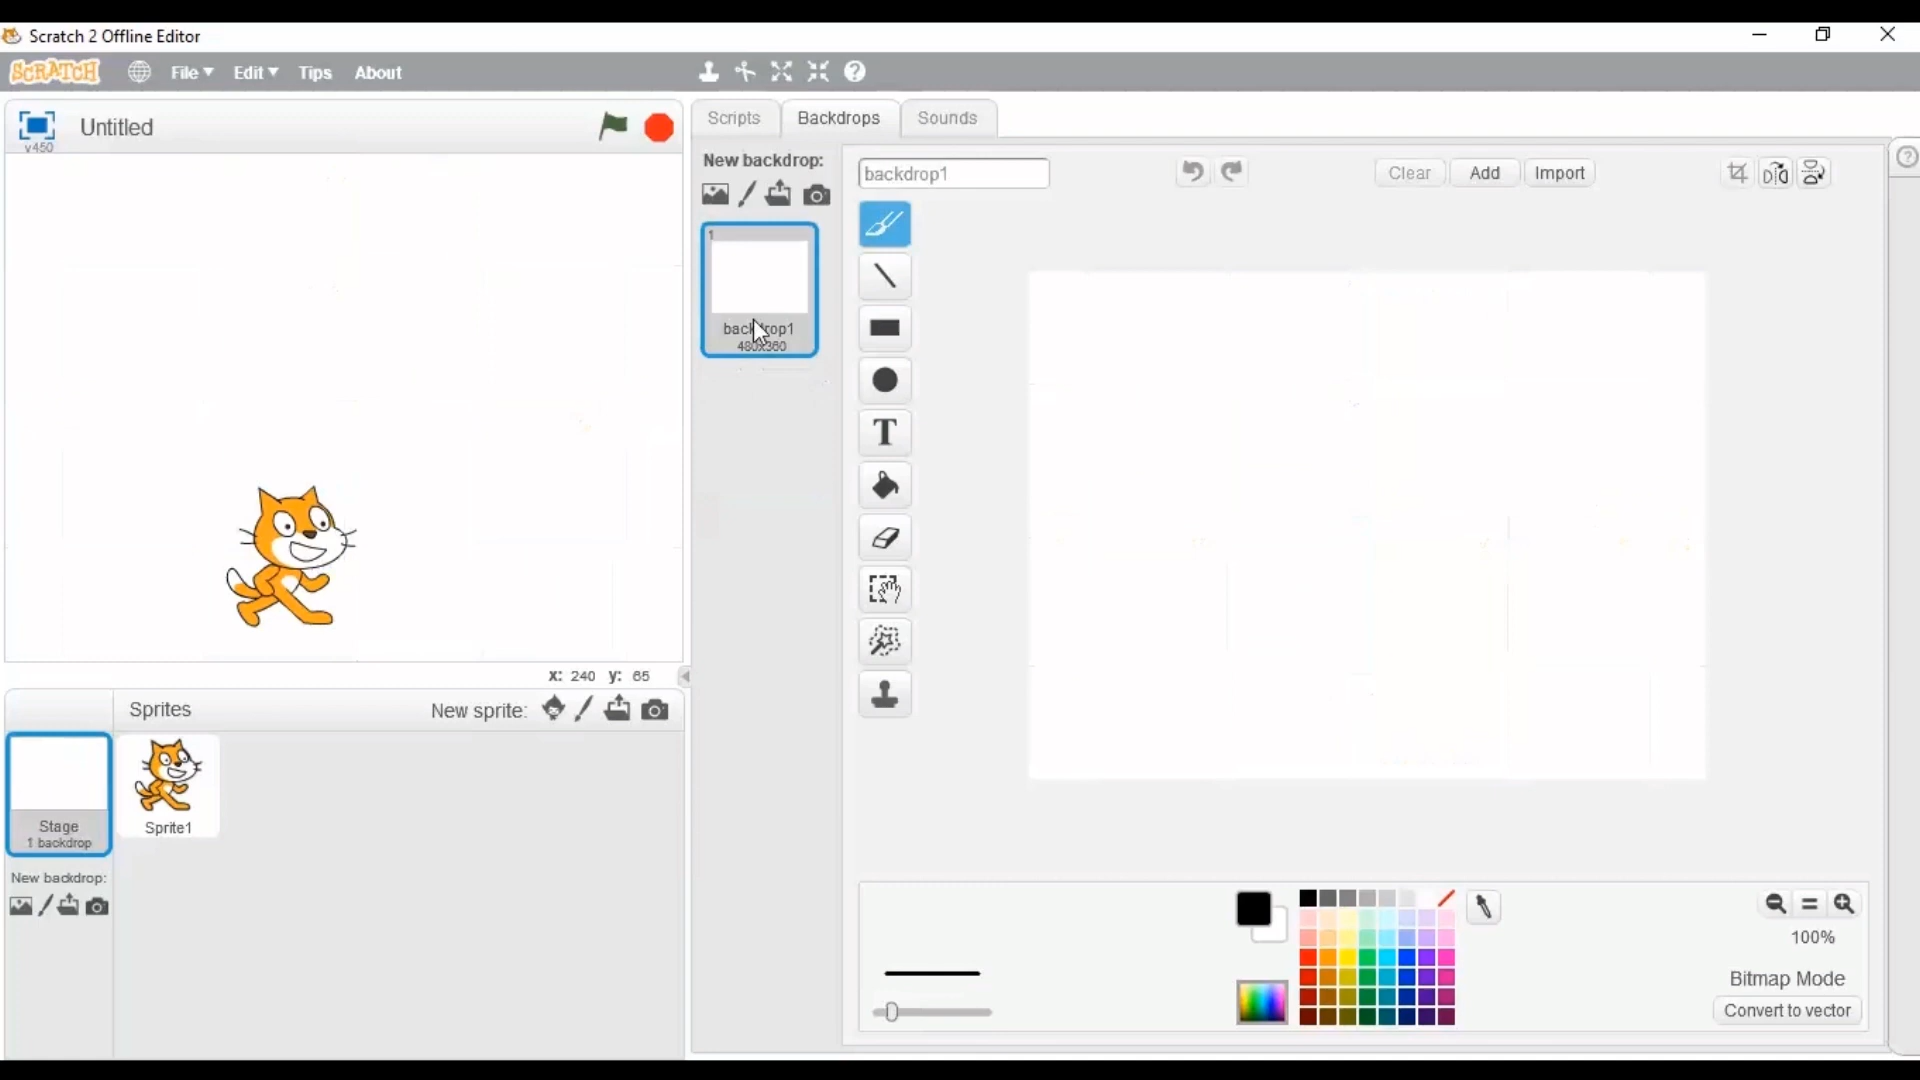 Scratch 2 Offline Editor
SCRATCH
File
Edit
Tips
About
v450
Untitled
Scripts
Backdrops
Sounds
New backdrop:
backdrop1
Clear
Add
Import
1
backdrop1
480x360
T
x: 240 y: 65
Sprites
New sprite:
Stage
1 backdrop
Sprite1
New backdrop:
100%
Bitmap Mode
Convert to vector